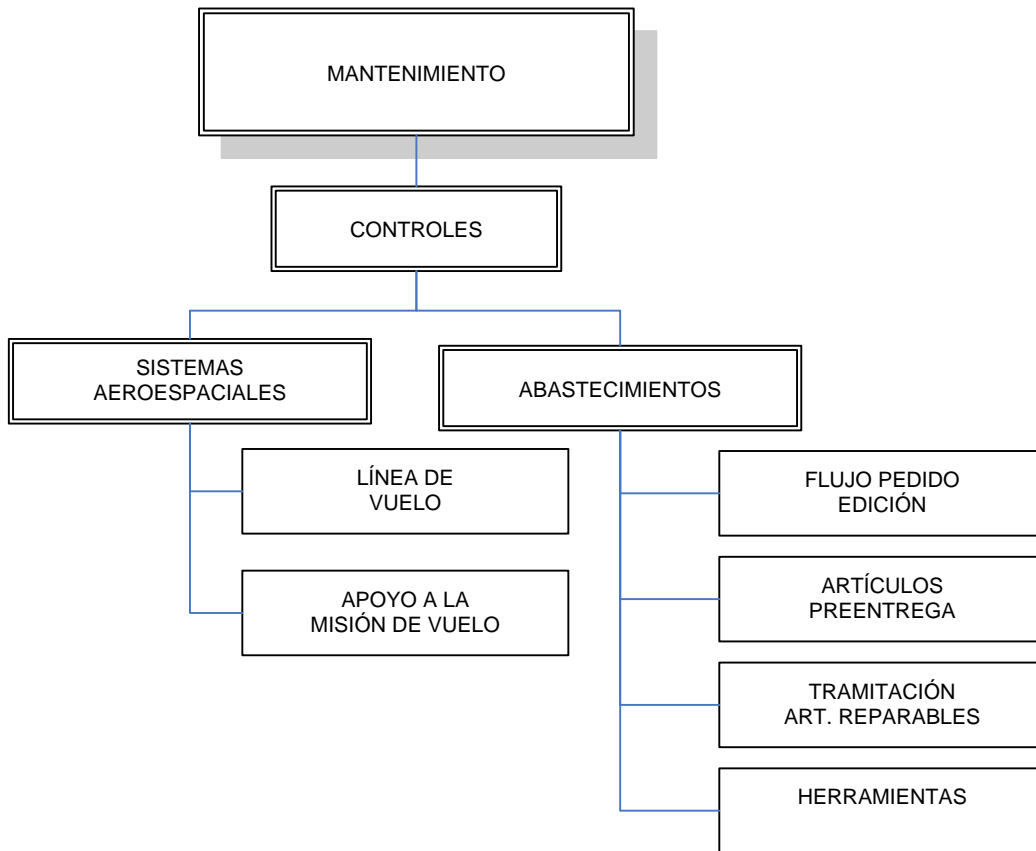 MANTENIMIENTO
CONTROLES
SISTEMAS
AEROESPACIALES
ABASTECIMIENTOS
LÍNEA DE
VUELO
APOYO A LA
MISIÓN DE VUELO
FLUJO PEDIDO
EDICIÓN
ARTÍCULOS
PREENTREGA
TRAMITACIÓN
ART. REPARABLES
HERRAMIENTAS